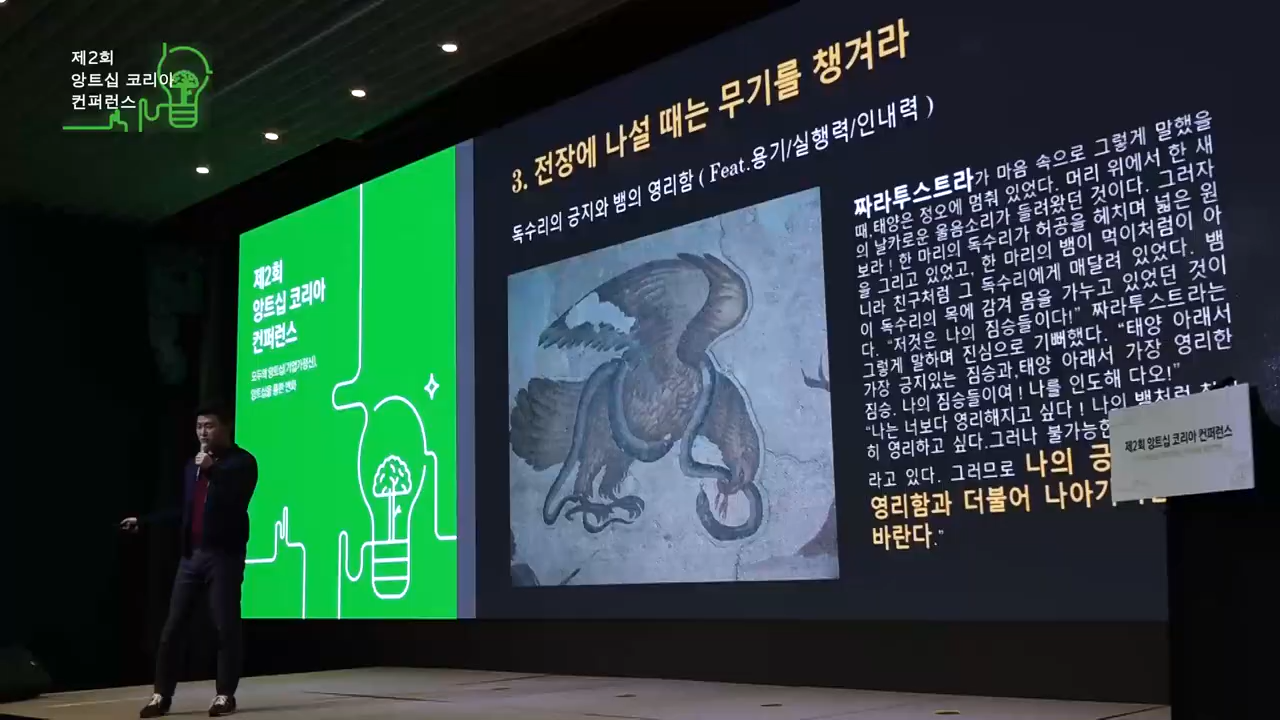 제2회
앙트십 코리아
컨퍼런스
제2회
앙트십 코리아
컨퍼런스
모두의 앙트십(기업가정신),
앙트십을 통한 변화
3. 전장에 나설 때는 무기를 챙겨라
독수리의 긍지와 뱀의 영리함 ( Feat.용기/실행력/인내력 )
짜라투스트라가 마음 속으로 그렇게 말했을
때,태양은 정오에 멈춰 있었다. 머리 위에서 한 새
의 날카로운 울음소리가 들려왔던 것이다. 그러자
보라 ! 한 마리의 독수리가 허공을 헤치며 넓은 원
을 그리고 있었고, 한 마리의 뱀이 먹이처럼이 아
니라 친구처럼 그 독수리에게 매달려 있었다. 뱀
이 독수리의 목에 감겨 몸을 가누고 있었던 것이
다. “저것은 나의 짐승들이다!” 짜라투스트라는
그렇게 말하며 진심으로 기뻐했다. “태양 아래서
가장 긍지있는 짐승과,태양 아래서 가장 영리한
짐승. 나의 짐승들이여 ! 나를 인도해 다오!”
“나는 너보다 영리해지고 싶다 ! 나의 뱀처럼
히 영리하고 싶다.그러나 불가능한
라고 있다. 그러므로 나의
영리함과 더불어 나아가
바란다.”
제2회 앙트십 코리아 컨퍼런스